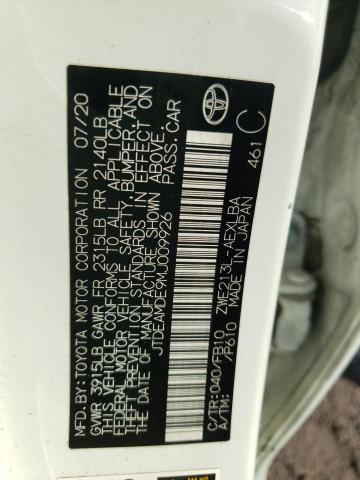 MFD.BY:TOYOTA MOTOR CORPORATION 07/20
GVWR 3915LB GAWR FR 2315LB RR 2140LB
THIS VEHICLE CONFORMS TO ALL APPLICABLE
FEDERAL MOTOR VEHICLE SAFETY, BUMPER, AND
THEFT PREVENTION STANDARDS IN EFFECT ON
THE DATE OF MANUFACTURE SHOWN ABOVE.
JTDEAMDE9MJ009926 PASS.CAR
C/TR:040/FB10 ZWE213L-AEXLBA
A/TM: /P610 MADE IN JAPAN
461
C
TOYOTA